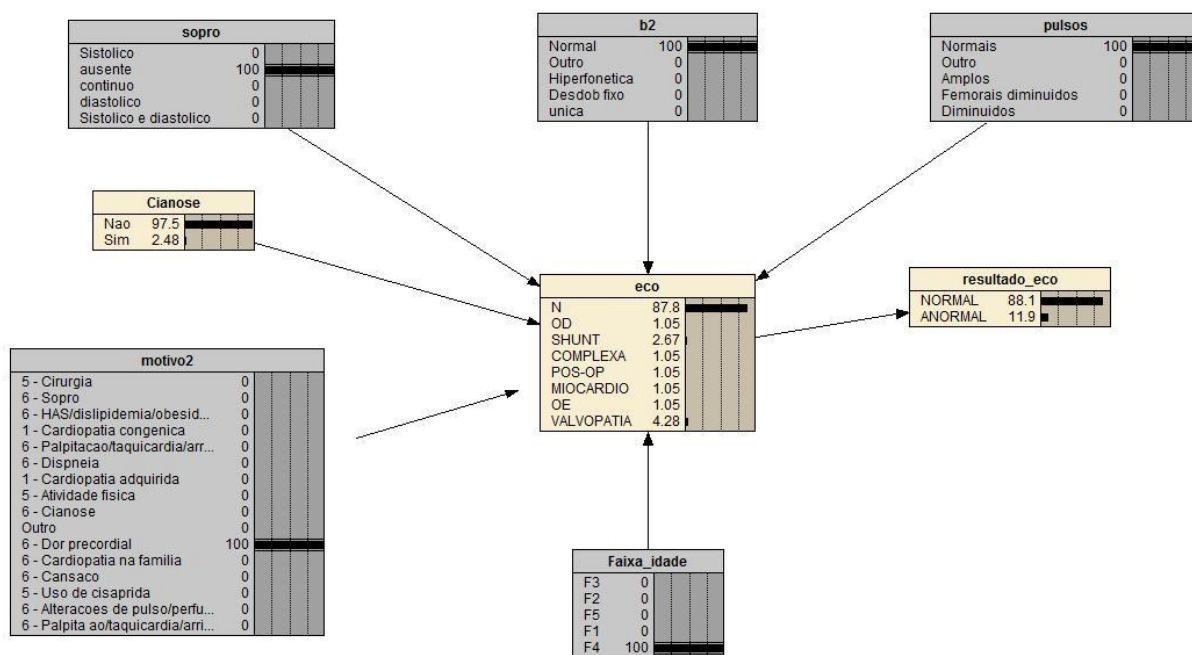 sopro
Sistolico 0
ausente 100
continuo 0
diastolico 0
Sistolico e diastolico 0
b2
Normal 100
Outro 0
Hiperfonetica 0
Desdob fixo 0
unica 0
pulsos
Normais 100
Outro 0
Amplos 0
Femorais diminuidos 0
Diminuidos 0
Cianose
Nao 97.5
Sim 2.48
eco
N 87.8
OD 1.05
SHUNT 2.67
COMPLEXA 1.05
POS-OP 1.05
MIOCARDIO 1.05
OE 1.05
VALVOPATIA 4.28
resultado_eco
NORMAL 88.1
ANORMAL 11.9
motivo2
5 - Cirurgia 0
6 - Sopro 0
6 - HAS/dislipidemia/obesid... 0
1 - Cardiopatia congenica 0
6 - Palpitacao/taquicardia/arr... 0
6 - Dispneia 0
1 - Cardiopatia adquirida 0
5 - Atividade fisica 0
6 - Cianose 0
Outro 0
6 - Dor precordial 100
6 - Cardiopatia na familia 0
6 - Cansaco 0
5 - Uso de cisaprida 0
6 - Alteracoes de pulso/perfu... 0
6 - Palpita ao/taquicardia/arri... 0
Faixa_idade
F3 0
F2 0
F5 0
F1 0
F4 100